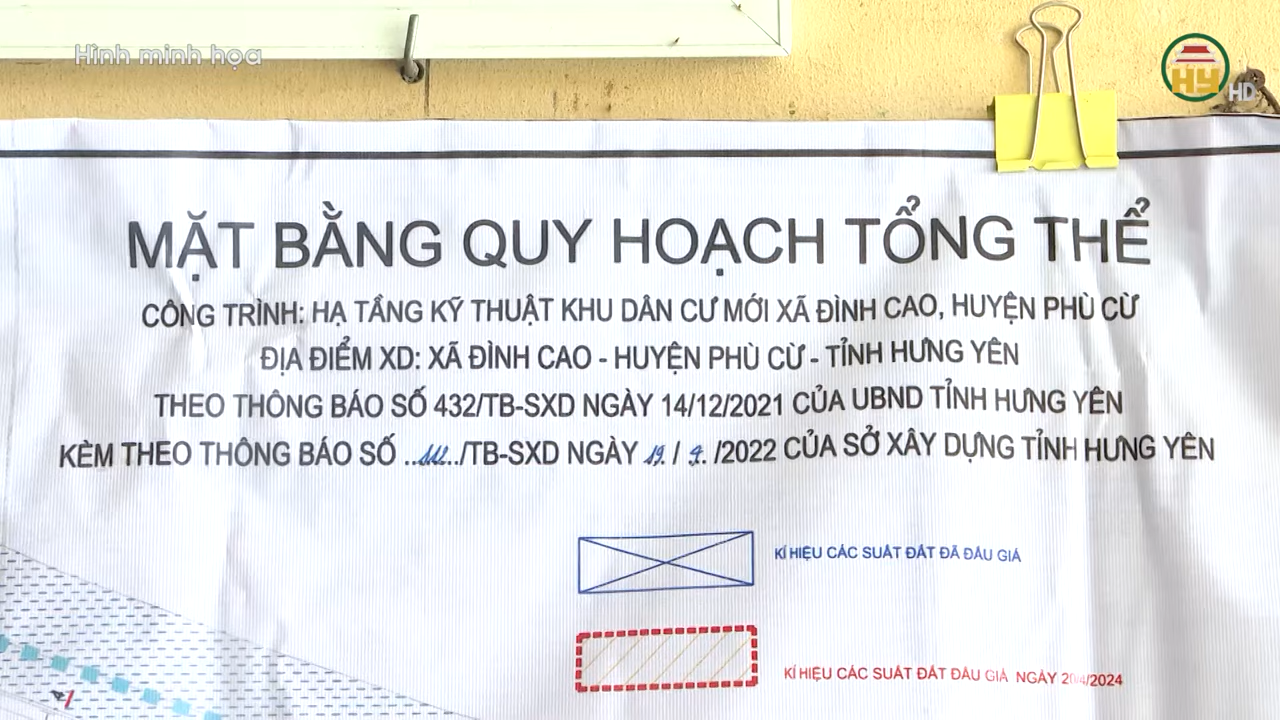 Hình minh họa
HY
HD
MẶT BẰNG QUY HOẠCH TỔNG THỂ
CÔNG TRÌNH: HẠ TẦNG KỸ THUẬT KHU DÂN CƯ MỚI XÃ ĐÌNH CAO, HUYỆN PHÙ CỪ
ĐỊA ĐIỂM XD: XÃ ĐÌNH CAO - HUYỆN PHÙ CỪ - TỈNH HƯNG YÊN
THEO THÔNG BÁO SỐ 432/TB-SXD NGÀY 14/12/2021 CỦA UBND TỈNH HƯNG YÊN
KÈM THEO THÔNG BÁO SỐ /TB-SXD NGÀY 19. / /2022 CỦA SỞ XÂY DỰNG TỈNH HƯNG YÊN
KÍ HIỆU CÁC SUẤT ĐẤT ĐÃ ĐẤU GIÁ
KÍ HIỆU CÁC SUẤT ĐẤT ĐẤU GIÁ NGÀY 20/4/2024